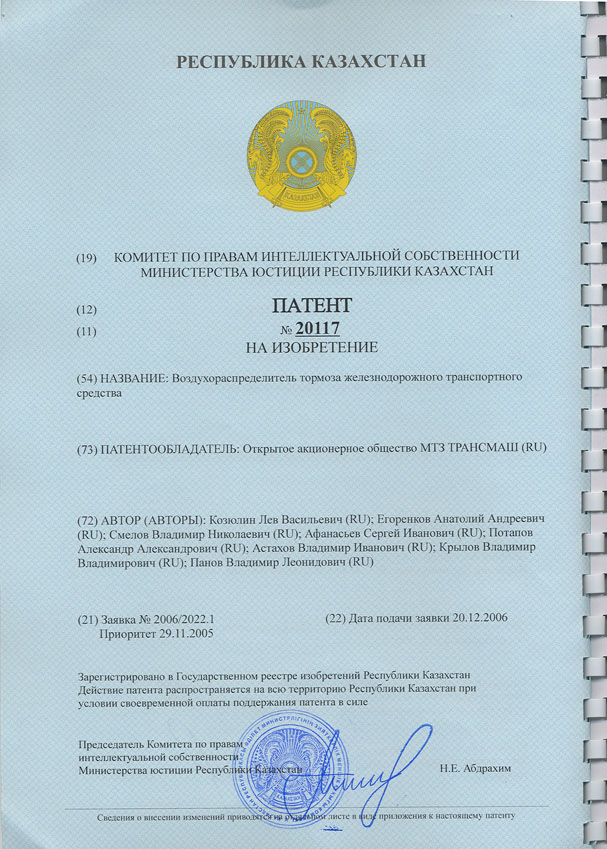 РЕСПУБЛИКА КАЗАХСТАН
ҚАЗАҚСТАН
(19) КОМИТЕТ ПО ПРАВАМ ИНТЕЛЛЕКТУАЛЬНОЙ СОБСТВЕННОСТИ
МИНИСТЕРСТВА ЮСТИЦИИ РЕСПУБЛИКИ КАЗАХСТАН
(12) ПАТЕНТ
(11) № 20117
НА ИЗОБРЕТЕНИЕ
(54) НАЗВАНИЕ: Воздухораспределитель тормоза железнодорожного транспортного
средства
(73) ПАТЕНТООБЛАДАТЕЛЬ: Открытое акционерное общество МТЗ ТРАНСМАШ (RU)
(72) АВТОР (АВТОРЫ): Козюлин Лев Васильевич (RU); Егоренков Анатолий Андреевич
(RU); Смелов Владимир Николаевич (RU); Афанасьев Сергей Иванович (RU); Потапов
Александр Александрович (RU); Астахов Владимир Иванович (RU); Крылов Владимир
Владимирович (RU); Панов Владимир Леонидович (RU)
(21) Заявка № 2006/2022.1 (22) Дата подачи заявки 20.12.2006
Приоритет 29.11.2005
Зарегистрировано в Государственном реестре изобретений Республики Казахстан
Действие патента распространяется на всю территорию Республики Казахстан при
условии своевременной оплаты поддержания патента в силе
Председатель Комитета по правам
интеллектуальной собственности
Министерства юстиции Республики Казахстан Н.Е. Абдрахим
Сведения о внесении изменений приводятся на отдельном листе в виде приложения к настоящему патенту